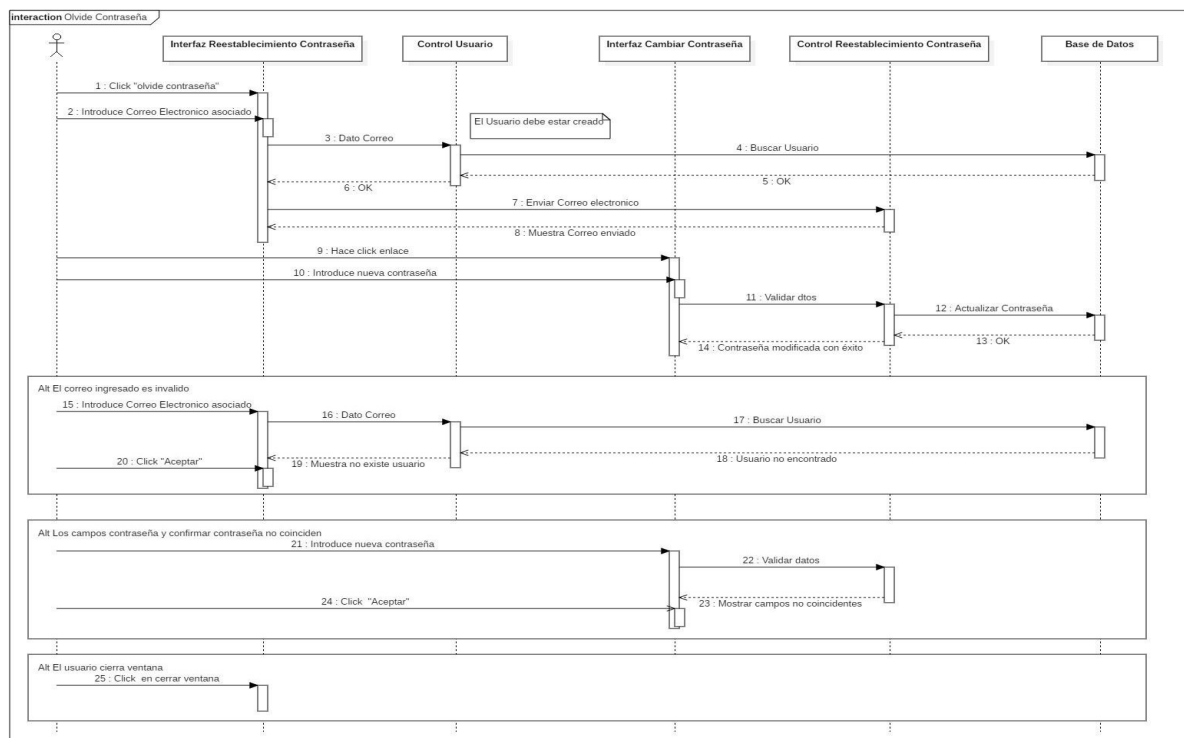 interaction Olvide Contraseña
Interfaz Reestablecimiento Contraseña
Control Usuario
Interfaz Cambiar Contraseña
Control Reestablecimiento Contraseña
Base de Datos
1 : Click "olvide contraseña"
2 : Introduce Correo Electronico asociado
El Usuario debe estar creado
3 : Dato Correo
4 : Buscar Usuario
5 : OK
6 : OK
7 : Enviar Correo electronico
8 : Muestra Correo enviado
9 : Hace click enlace
10 : Introduce nueva contraseña
11 : Validar dtos
12 : Actualizar Contraseña
13 : OK
14 : Contraseña modificada con éxito
Alt El correo ingresado es invalido
15 : Introduce Correo Electronico asociado
16 : Dato Correo
17 : Buscar Usuario
18 : Usuario no encontrado
19 : Muestra no existe usuario
20 : Click "Aceptar"
Alt Los campos contraseña y confirmar contraseña no coinciden
21 : Introduce nueva contraseña
22 : Validar datos
23 : Mostrar campos no coincidentes
24 : Click "Aceptar"
Alt El usuario cierra ventana
25 : Click en cerrar ventana